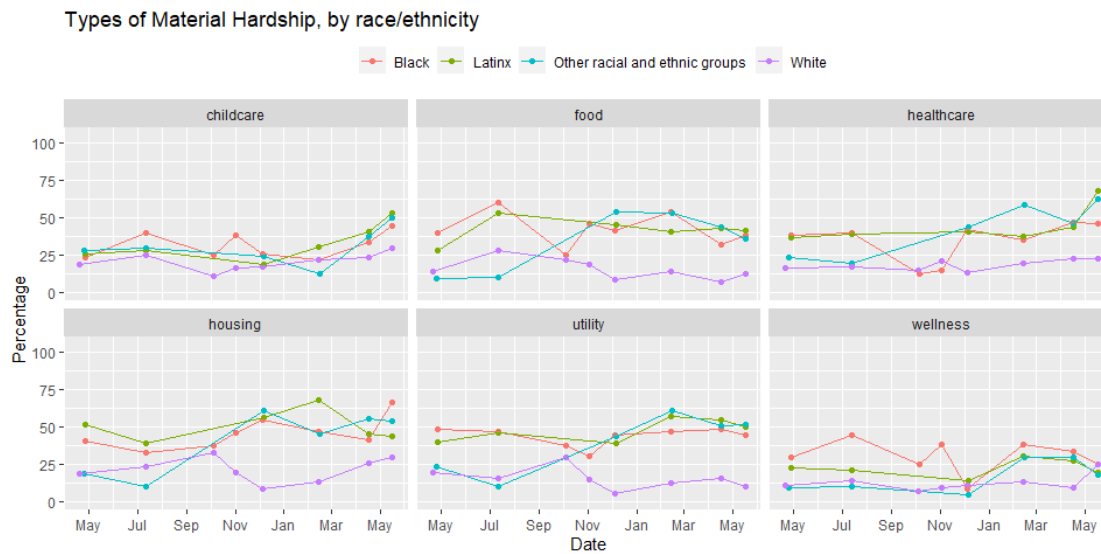 Types of Material Hardship, by race/ethnicity
Black Latinx Other racial and ethnic groups White
childcare food healthcare
100
75
50
25
0
housing utility wellness
100
75
50
25
0
Percentage
May Jul Sep Nov Jan Mar May May Jul Sep Nov Jan Mar May May Jul Sep Nov Jan Mar May
Date